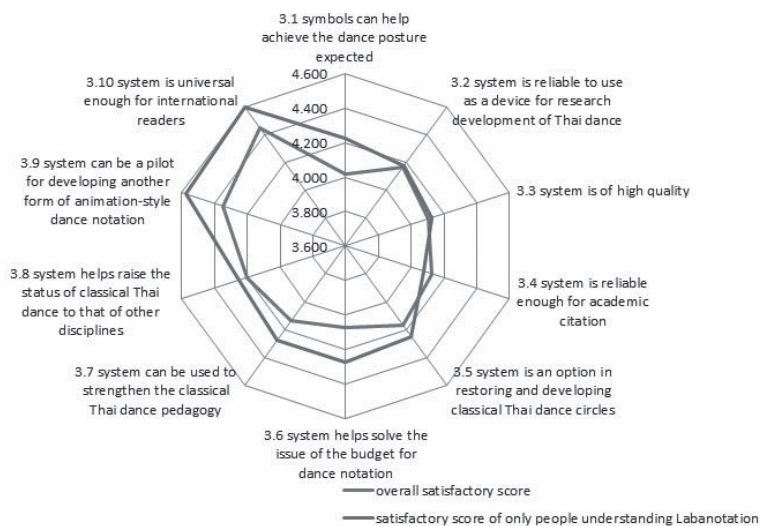 3.1 symbols can help
achieve the dance posture
expected
3.2 system is reliable to use
as a device for research
development of Thai dance
3.3 system is of high quality
3.4 system is reliable
enough for academic
citation
3.5 system is an option in
restoring and developing
classical Thai dance circles
3.6 system helps solve the
issue of the budget for
dance notation
3.7 system can be used to
strengthen the classical
Thai dance pedagogy
3.8 system helps raise the
status of classical Thai
dance to that of other
disciplines
3.9 system can be a pilot
for developing another
form of animation-style
dance notation
3.10 system is universal
enough for international
readers
4.600
4.400
4.200
4.000
3.800
3.600
overall satisfactory score
satisfactory score of only people understanding Labanotation